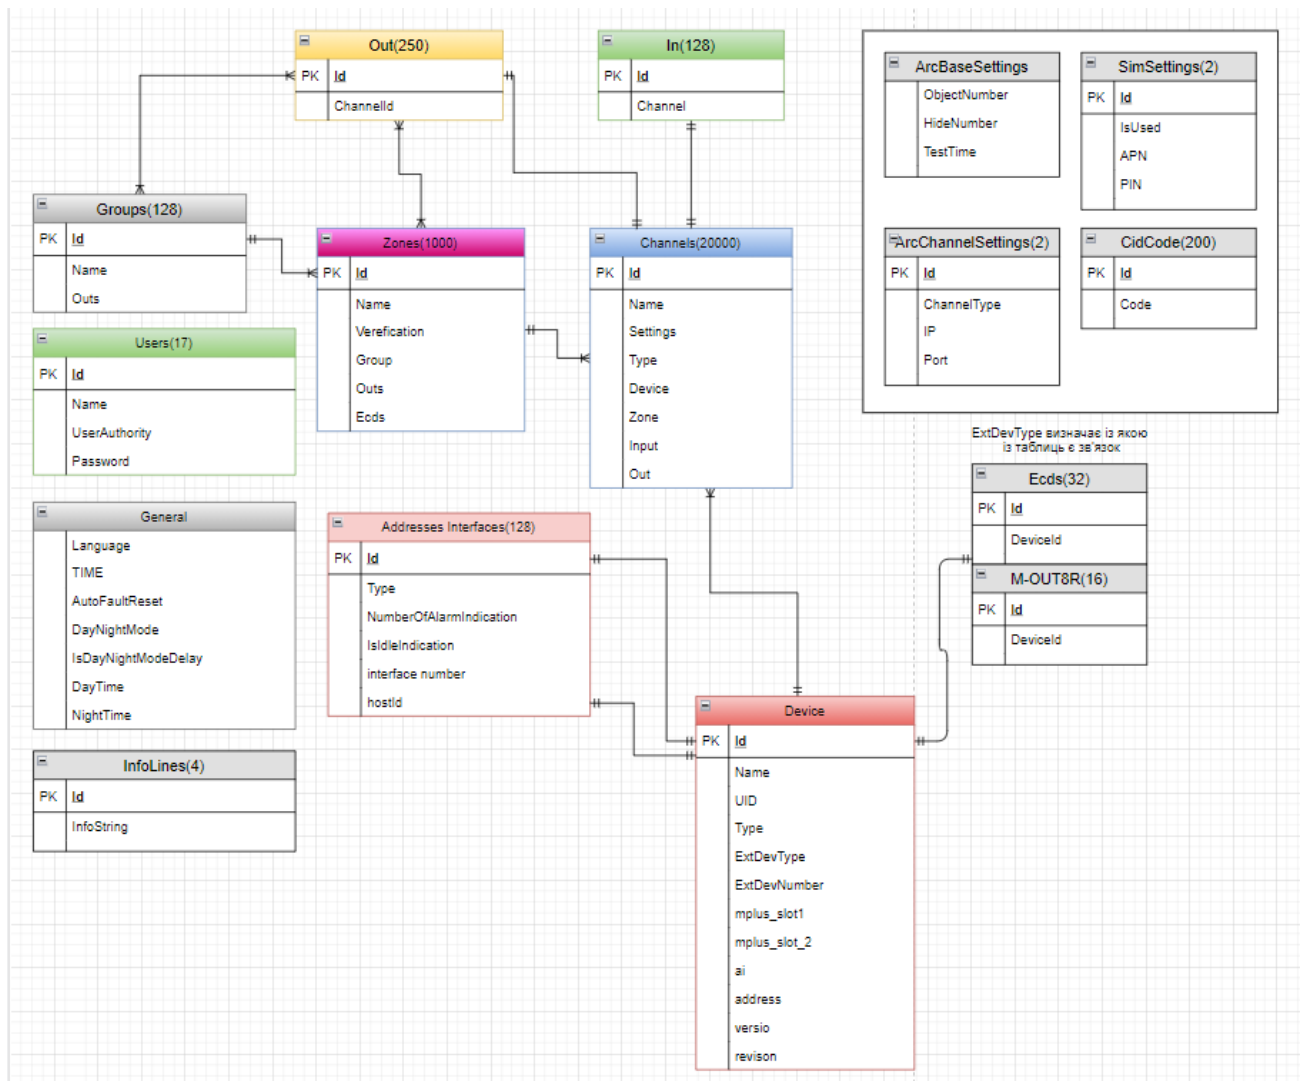 Out(250)
PK Id
ChannelId
In(128)
PK Id
Channel
ArcBaseSettings
ObjectNumber
HideNumber
TestTime
SimSettings(2)
PK Id
IsUsed
APN
PIN
ArcChannelSettings(2)
PK Id
ChannelType
IP
Port
CidCode(200)
PK Id
Code
Groups(128)
PK Id
Name
Outs
Zones(1000)
PK Id
Name
Verefication
Group
Outs
Ecds
Channels(20000)
PK Id
Name
Settings
Type
Device
Zone
Input
Out
Users(17)
PK Id
Name
UserAuthority
Password
ExtDevType визначає із якою
із таблиць є зв'язок
Ecds(32)
PK Id
DeviceId
M-OUT8R(16)
PK Id
DeviceId
General
Language
TIME
AutoFaultReset
DayNightMode
IsDayNightModeDelay
DayTime
NightTime
Addresses Interfaces(128)
PK Id
Type
NumberOfAlarmIndication
IsIdleIndication
interface number
hostId
InfoLines(4)
PK Id
InfoString
Device
PK Id
Name
UID
Type
ExtDevType
ExtDevNumber
mplus_slot1
mplus_slot_2
ai
address
versio
revison